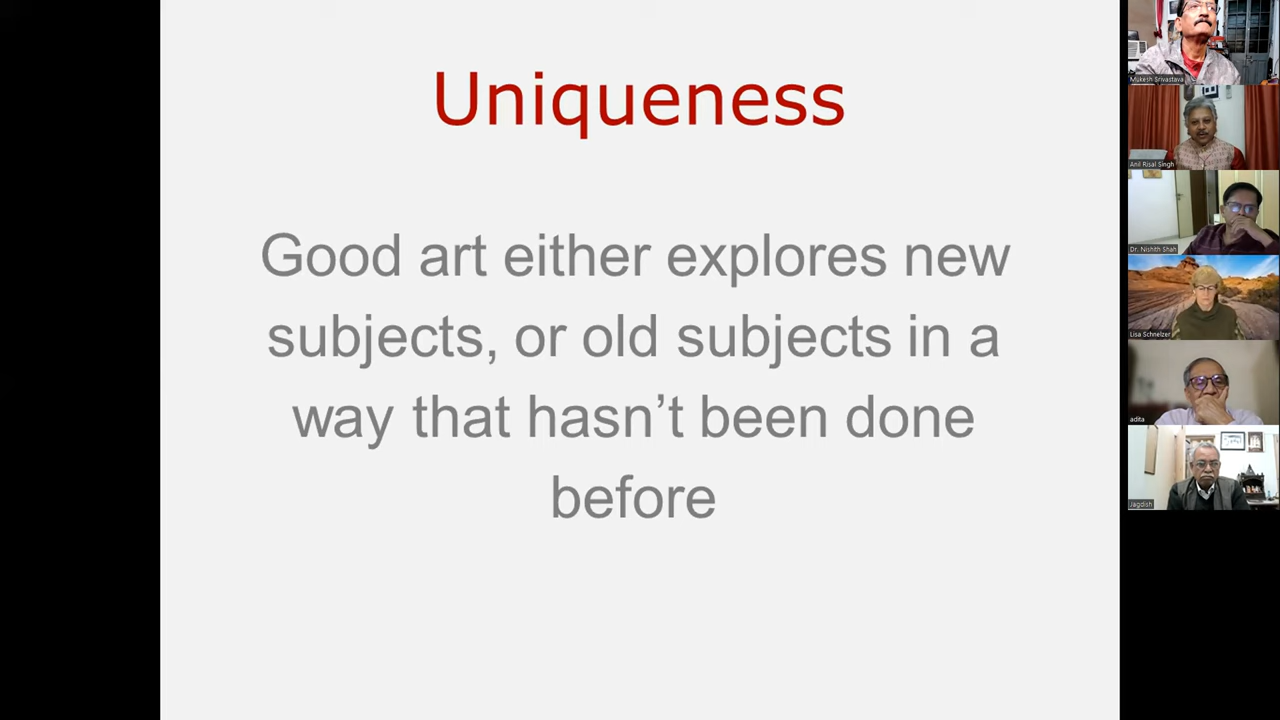 Uniqueness
Good art either explores new
subjects, or old subjects in a
way that hasn’t been done
before
Mukesh Srivastava
Anil Risal Singh
Dr. Nishith Shah
Lisa Schnelzer
adita
Jagdish